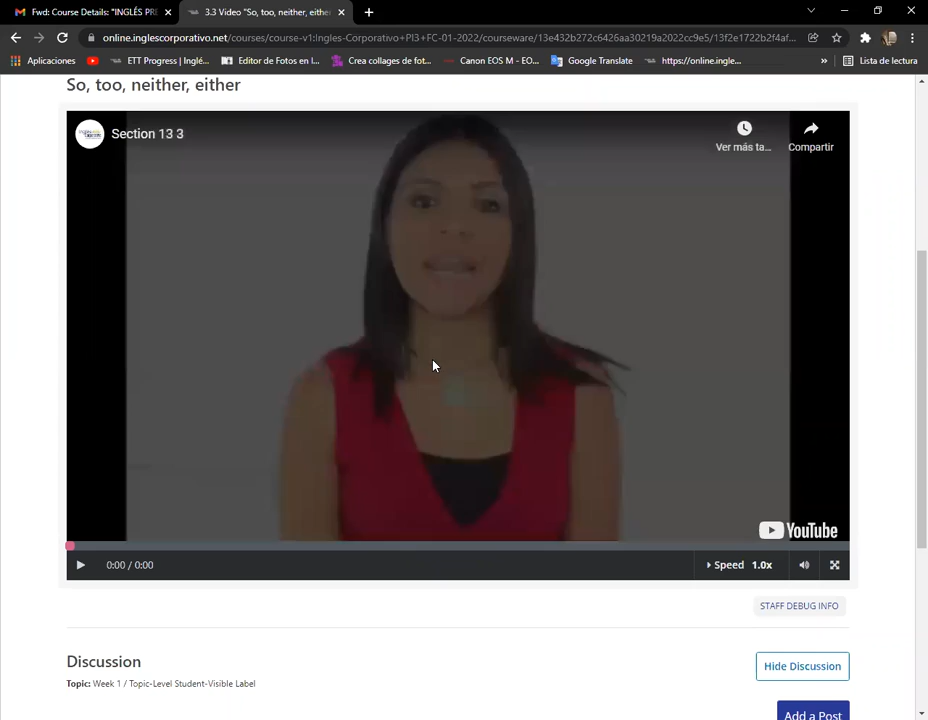 Fwd: Course Details: "INGLÉS PRE
3.3 Video "So, too, neither, either
online.inglescorporativo.net/courses/course-v1:Ingles-Corporativo+PI3+FC-01-2022/courseware/13e432b272c6426aa30219a2022cc9e5/13f2e1722b2f4af...
Aplicaciones
ETT Progress | Inglé...
Editor de Fotos en l...
Crea collages de fot...
Canon EOS M - EO...
Google Translate
https://online.ingle...
»
Lista de lectura
So, too, neither, either
Section 13 3
Ver más ta...
Compartir
YouTube
0:00 / 0:00
Speed 1.0x
STAFF DEBUG INFO
Discussion
Hide Discussion
Topic: Week 1 / Topic-Level Student-Visible Label
Add a Post